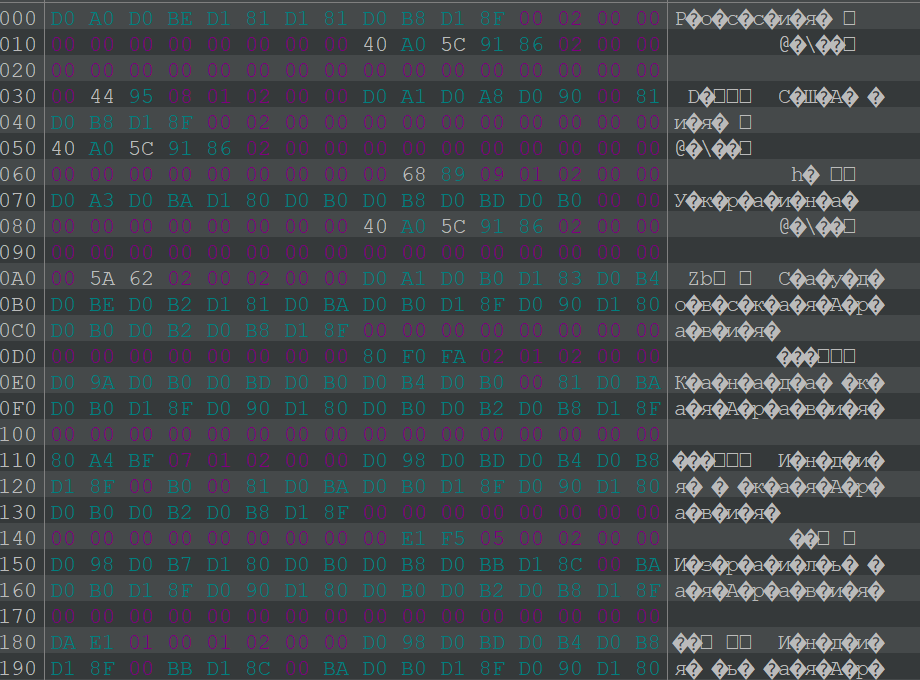 000 D0 A0 D0 BE D1 81 D1 81 D0 B8 D1 8F 00 02 00 00 Р�о�с�с�и�я� □
010 00 00 00 00 00 00 00 00 40 A0 5C 91 86 02 00 00 @�\��□
020 00 00 00 00 00 00 00 00 00 00 00 00 00 00 00 00
030 00 44 95 00 01 02 00 00 D0 A1 D0 A8 D0 90 00 81 D�□□□ С�Ш�А� �
040 D0 B8 D1 8F 00 02 00 00 00 00 00 00 00 00 00 00 и�я� □
050 40 A0 5C 91 86 02 00 00 00 00 00 00 00 00 00 00 @�\��□
060 00 00 00 00 00 00 00 00 00 68 89 09 01 02 00 00 h� □□
070 D0 A3 D0 BA D1 80 D0 B0 D0 B8 D0 BD D0 B0 00 00 У�к�р�а�и�н�а�
080 00 00 00 00 00 00 00 00 40 A0 5C 91 86 02 00 00 @�\��□
090 00 00 00 00 00 00 00 00 00 00 00 00 00 00 00 00
0A0 00 5A 62 02 00 02 00 00 D0 A1 D0 B0 D1 83 D0 B4 Zb□ □ С�а�у�д
0B0 D0 BE D0 B2 D1 81 D0 BA D0 B0 D1 8F D0 90 D1 80 о�в�с�к�а�я�А�р�
0C0 D0 B0 D0 B2 D0 B8 D1 8F 00 00 00 00 00 00 00 00 а�в�и�я�
0D0 00 00 00 00 00 00 00 00 80 F0 FA 02 01 02 00 00 ���□□□
0E0 D0 9A D0 B0 D0 BD D0 B0 D0 B4 D0 B0 00 81 D0 BA К�а�н�а�д�а� �к�
0F0 D0 B0 D1 8F D0 90 D1 80 D0 B0 D0 B2 D0 B8 D1 8F а�я�А�р�а�в�и�я�
100 00 00 00 00 00 00 00 00 00 00 00 00 00 00 00 00
110 80 A4 BF 07 01 02 00 00 D0 98 D0 BD D0 B4 D0 B8 ���□□□ И�н�д�и�
120 D1 8F 00 B0 00 81 D0 BA D0 B0 D1 8F D0 90 D1 80 я� � �к�а�я�А�р�
130 D0 B0 D0 B2 D0 B8 D1 8F 00 00 00 00 00 00 00 00 а�в�и�я�
140 00 00 00 00 00 00 00 00 00 E1 F5 05 00 02 00 00 ��□ □
150 D0 98 D0 B7 D1 80 D0 B0 D0 B8 D0 BB D1 8C 00 BA И�з�р�а�и�л�ь� �
160 D0 B0 D1 8F D0 90 D1 80 D0 B0 D0 B2 D0 B8 D1 8F а�я�А�р�а�в�и�я�
170 00 00 00 00 00 00 00 00 00 00 00 00 00 00 00 00
180 DA E1 01 00 01 02 00 00 D0 98 D0 BD D0 B4 D0 B8 ��□ □□ И�н�д�и�
190 D1 8F 00 BB D1 8C 00 BA D0 B0 D1 8F D0 90 D1 80 я� �ь� �а�я�А�р�